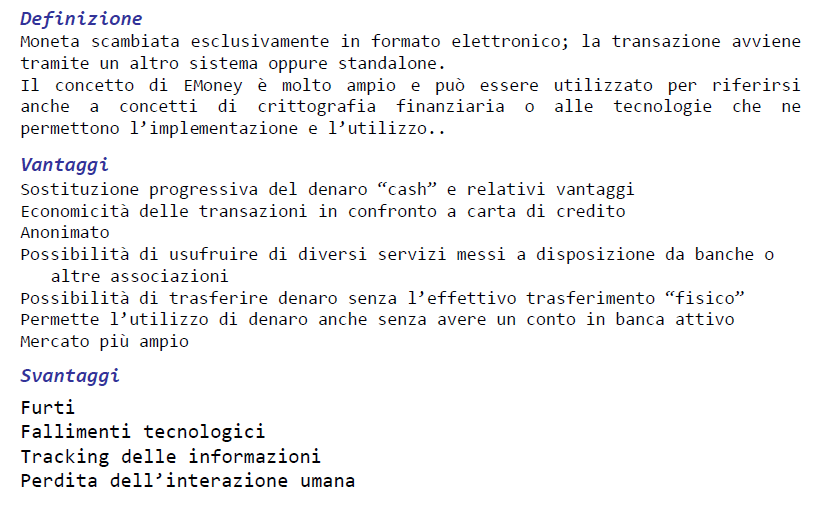 Definizione
Moneta scambiata esclusivamente in formato elettronico; la transazione avviene
tramite un altro sistema oppure standalone.
Il concetto di EMoney è molto ampio e può essere utilizzato per riferirsi
anche a concetti di crittografia finanziaria o alle tecnologie che ne
permettono l’implementazione e l’utilizzo..
Vantaggi
Sostituzione progressiva del denaro “cash” e relativi vantaggi
Economicità delle transazioni in confronto a carta di credito
Anonimato
Possibilità di usufruire di diversi servizi messi a disposizione da banche o
altre associazioni
Possibilità di trasferire denaro senza l’effettivo trasferimento “fisico”
Permette l’utilizzo di denaro anche senza avere un conto in banca attivo
Mercato più ampio
Svantaggi
Furti
Fallimenti tecnologici
Tracking delle informazioni
Perdita dell’interazione umana